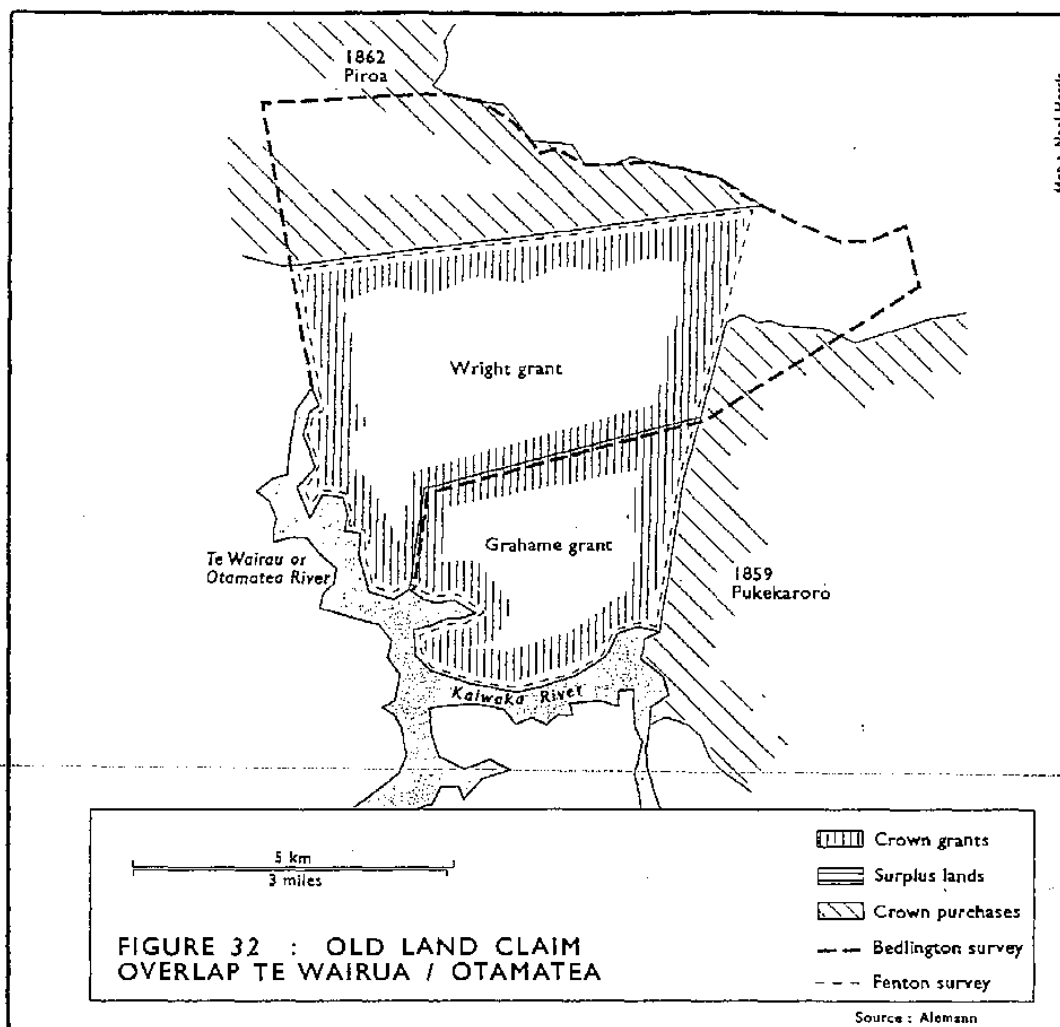 1862
Piroa
Wright grant
Grahame grant
Te Wairau or
Otamatea River
1859
Pukekaroro
Kaiwaka River
5 km
3 miles
Crown grants
Surplus lands
Crown purchases
Bedlington survey
Fenton survey
FIGURE 32 : OLD LAND CLAIM
OVERLAP TE WAIRUA / OTAMATEA
Source : Alemann